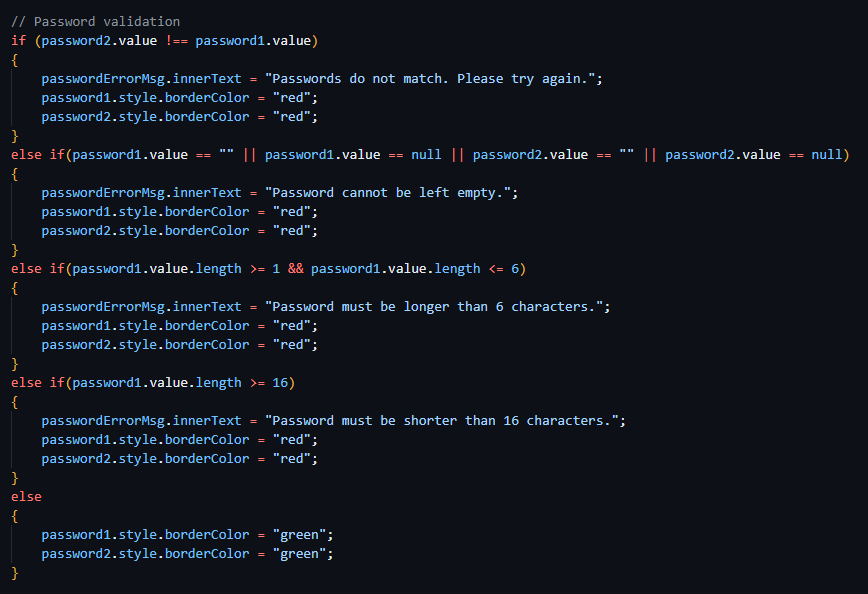 // Password validation
if (password2.value !== password1.value)
{
    passwordErrorMsg.innerText = "Passwords do not match. Please try again.";
    password1.style.borderColor = "red";
    password2.style.borderColor = "red";
}
else if(password1.value == "" || password1.value == null || password2.value == "" || password2.value == null)
{
    passwordErrorMsg.innerText = "Password cannot be left empty.";
    password1.style.borderColor = "red";
    password2.style.borderColor = "red";
}
else if(password1.value.length >= 1 && password1.value.length <= 6)
{
    passwordErrorMsg.innerText = "Password must be longer than 6 characters.";
    password1.style.borderColor = "red";
    password2.style.borderColor = "red";
}
else if(password1.value.length >= 16)
{
    passwordErrorMsg.innerText = "Password must be shorter than 16 characters.";
    password1.style.borderColor = "red";
    password2.style.borderColor = "red";
}
else
{
    password1.style.borderColor = "green";
    password2.style.borderColor = "green";
}